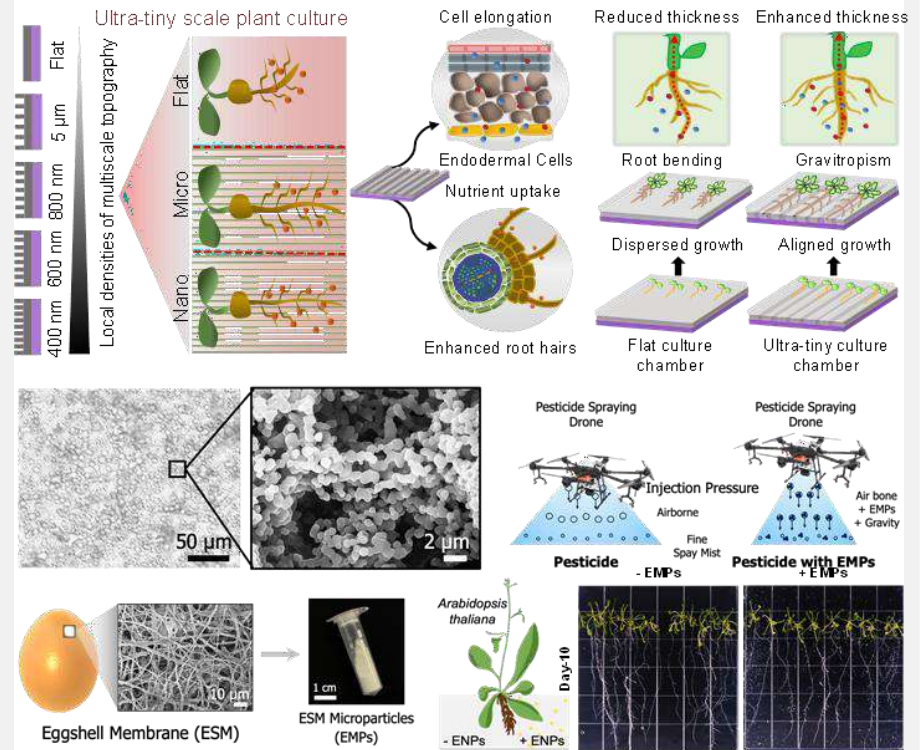 Ultra-tiny scale plant culture
Flat
5 µm
800 nm
600 nm
400 nm
Local densities of multiscale topography
Flat
Micro
Nano
Cell elongation
Endodermal Cells
Nutrient uptake
Enhanced root hairs
Reduced thickness
Enhanced thickness
Root bending
Gravitropism
Dispersed growth
Aligned growth
Flat culture
chamber
Ultra-tiny culture
chamber
50 µm
2 µm
Pesticide Spraying
Drone
Injection Pressure
Airborne
Fine
Spay Mist
Pesticide
Pesticide Spraying
Drone
Air bone
+ EMPs
+ Gravity
Pesticide with EMPs
10 µm
Eggshell Membrane (ESM)
1 cm
ESM Microparticles
(EMPs)
Arabidopsis
thaliana
- ENPs
+ ENPs
- EMPs
+ EMPs
Day-10